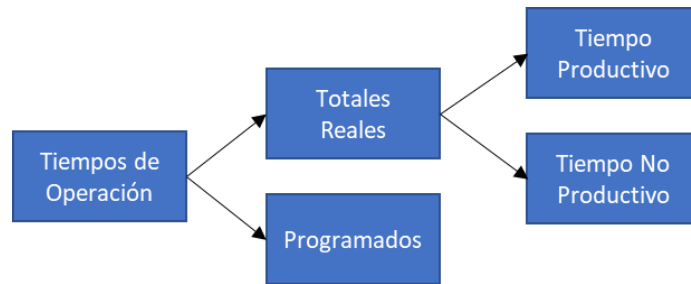 Tiempos de
Operación
Totales
Reales
Programados
Tiempo
Productivo
Tiempo No
Productivo